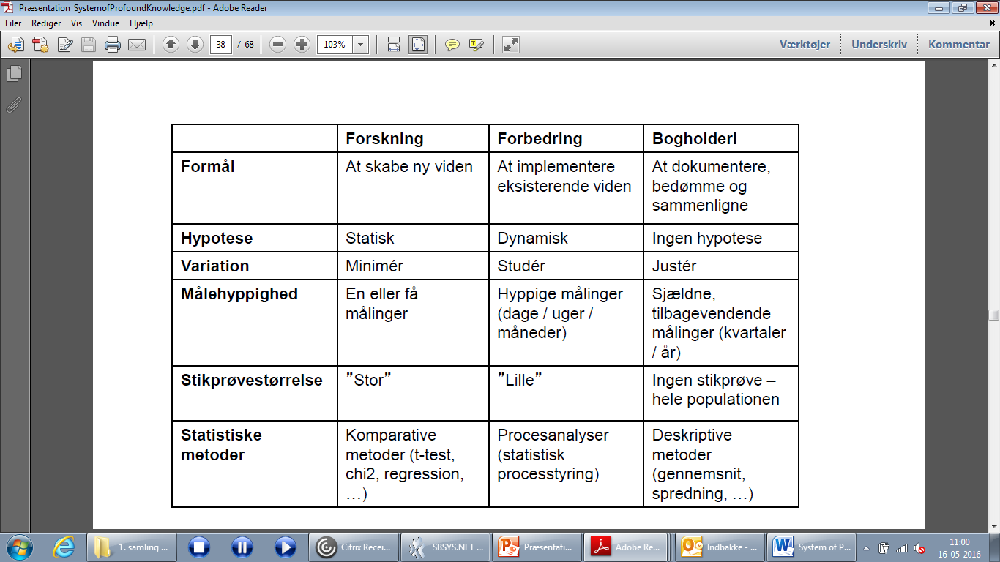 Præsentation_SystemofProfoundKnowledge.pdf - Adobe Reader
Filer Rediger Vis Vindue Hjælp
38 / 68 103% Værktøjer Underskriv Kommentar
Forskning Forbedring Bogholderi
Formål At skabe ny viden At implementere At dokumentere,
eksisterende viden bedømme og
sammenligne
Hypotese Statisk Dynamisk Ingen hypotese
Variation Minimér Studér Justér
Målehyppighed En eller få Hyppige målinger Sjældne,
målinger (dage / uger / tilbagevendende
måneder) målinger (kvartaler
/ år)
Stikprøvestørrelse ”Stor” ”Lille” Ingen stikprøve –
hele populationen
Statistiske Komparative Procesanalyser Deskriptive
metoder metoder (t-test, (statistisk metoder
chi2, regression, processtyring) (gennemsnit,
…) spredning, …)
1. samling ... Citrix Recei... SBSYS.NET ... Præsentati... Adobe Re... Indbakke - ... System of P... 11:00
16-05-2016